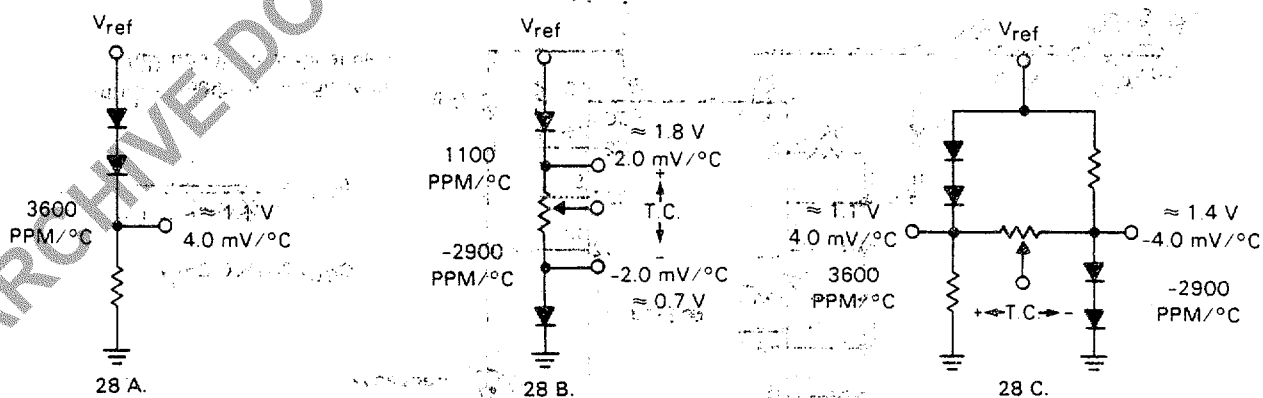 ARCHIVE DO
Vref
3600
PPM/°C
≈ 1.1 V
4.0 mV/°C
28 A.
Vref
1100
PPM/°C
≈ 1.8 V
2.0 mV/°C
+
T.C.
-
-2900
PPM/°C
-2.0 mV/°C
≈ 0.7 V
28 B.
Vref
≈ 1.1 V
4.0 mV/°C
3600
PPM/°C
+ T.C. -
≈ 1.4 V
-4.0 mV/°C
-2900
PPM/°C
28 C.